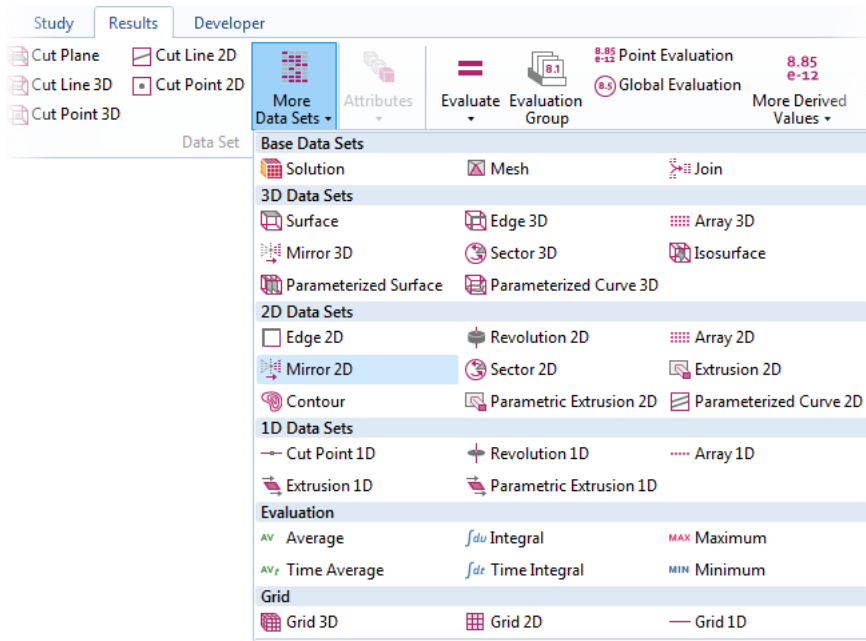 Study Results Developer
Cut Plane Cut Line 2D
Cut Line 3D Cut Point 2D
Cut Point 3D
More
Data Sets
Attributes
Evaluate
8.1
Evaluation
Group
8.85
e-12 Point Evaluation
8.5 Global Evaluation
8.85
e-12
More Derived
Values
Data Set
Base Data Sets
Solution Mesh Join
3D Data Sets
Surface Edge 3D Array 3D
Mirror 3D Sector 3D Isosurface
Parameterized Surface Parameterized Curve 3D
2D Data Sets
Edge 2D Revolution 2D Array 2D
Mirror 2D Sector 2D Extrusion 2D
Contour Parametric Extrusion 2D Parameterized Curve 2D
1D Data Sets
Cut Point 1D Revolution 1D Array 1D
Extrusion 1D Parametric Extrusion 1D
Evaluation
AV Average ∫du Integral MAX Maximum
AVt Time Average ∫dt Time Integral MIN Minimum
Grid
Grid 3D Grid 2D Grid 1D